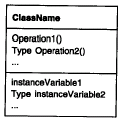 ClassName
Operation1()
Type Operation2()
...
instanceVariable1
Type instanceVariable2
...